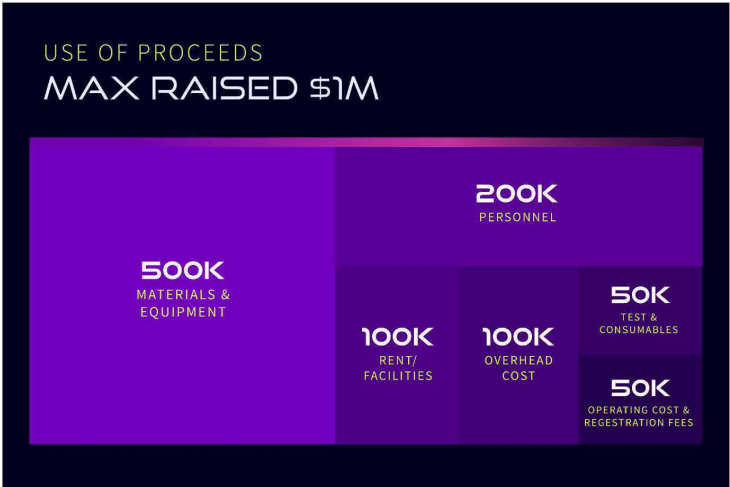 USE OF PROCEEDS
MAX RAISED $1M
500K
MATERIALS &
EQUIPMENT
200K
PERSONNEL
100K
RENT/
FACILITIES
100K
OVERHEAD
COST
50K
TEST &
CONSUMABLES
50K
OPERATING COST &
REGESTRATION FEES